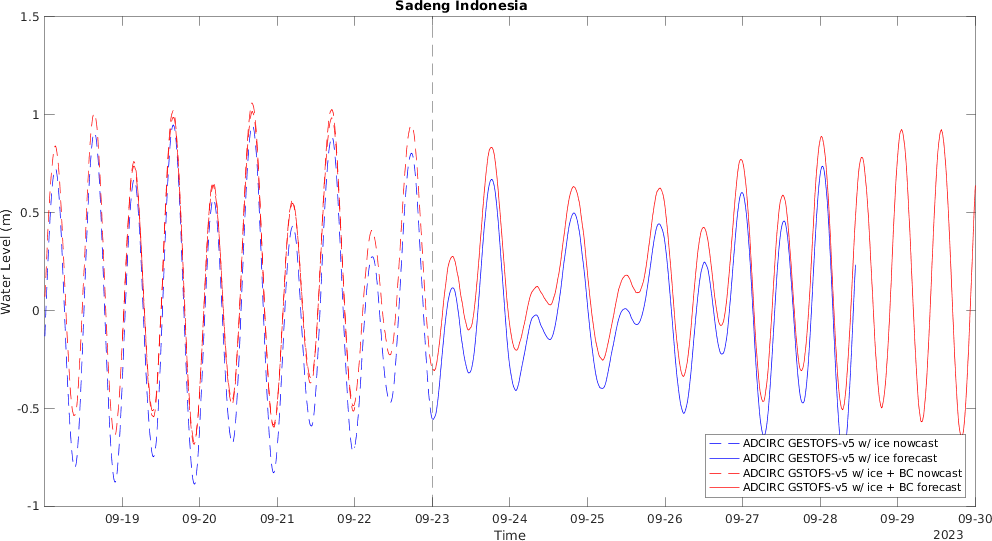 Sadeng Indonesia
1.5
1
0.5
0
-0.5
-1
Water Level (m)
09-19 09-20 09-21 09-22 09-23 09-24 09-25 09-26 09-27 09-28 09-29 09-30
Time
2023
ADCIRC GESTOFS-v5 w/ ice nowcast
ADCIRC GESTOFS-v5 w/ ice forecast
ADCIRC GSTOFS-v5 w/ ice + BC nowcast
ADCIRC GSTOFS-v5 w/ ice + BC forecast